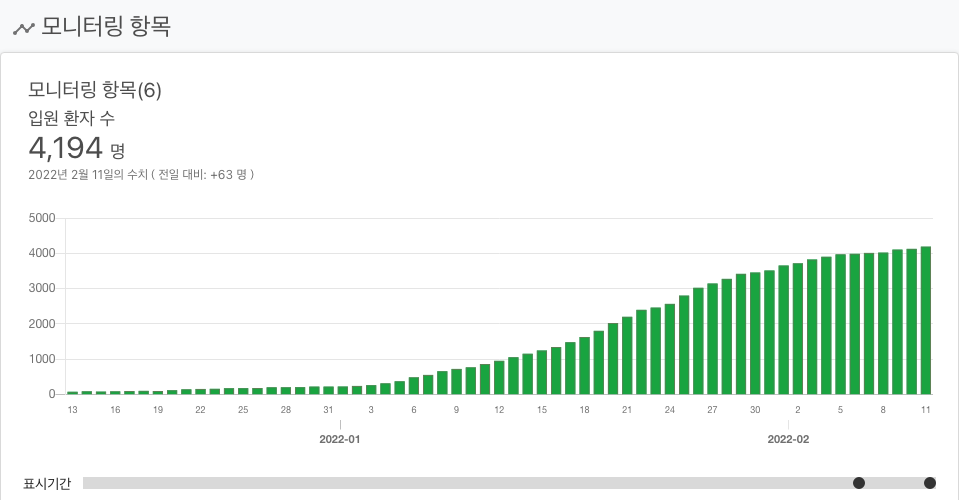 모니터링 항목
모니터링 항목(6)
입원 환자 수
4,194 명
2022년 2월 11일의 수치 ( 전일 대비: +63 명 )
5000
4000
3000
2000
1000
0
13 16 19 22 25 28 31 3 6 9 12 15 18 21 24 27 30 2 5 8 11
2022-01 2022-02
표시기간